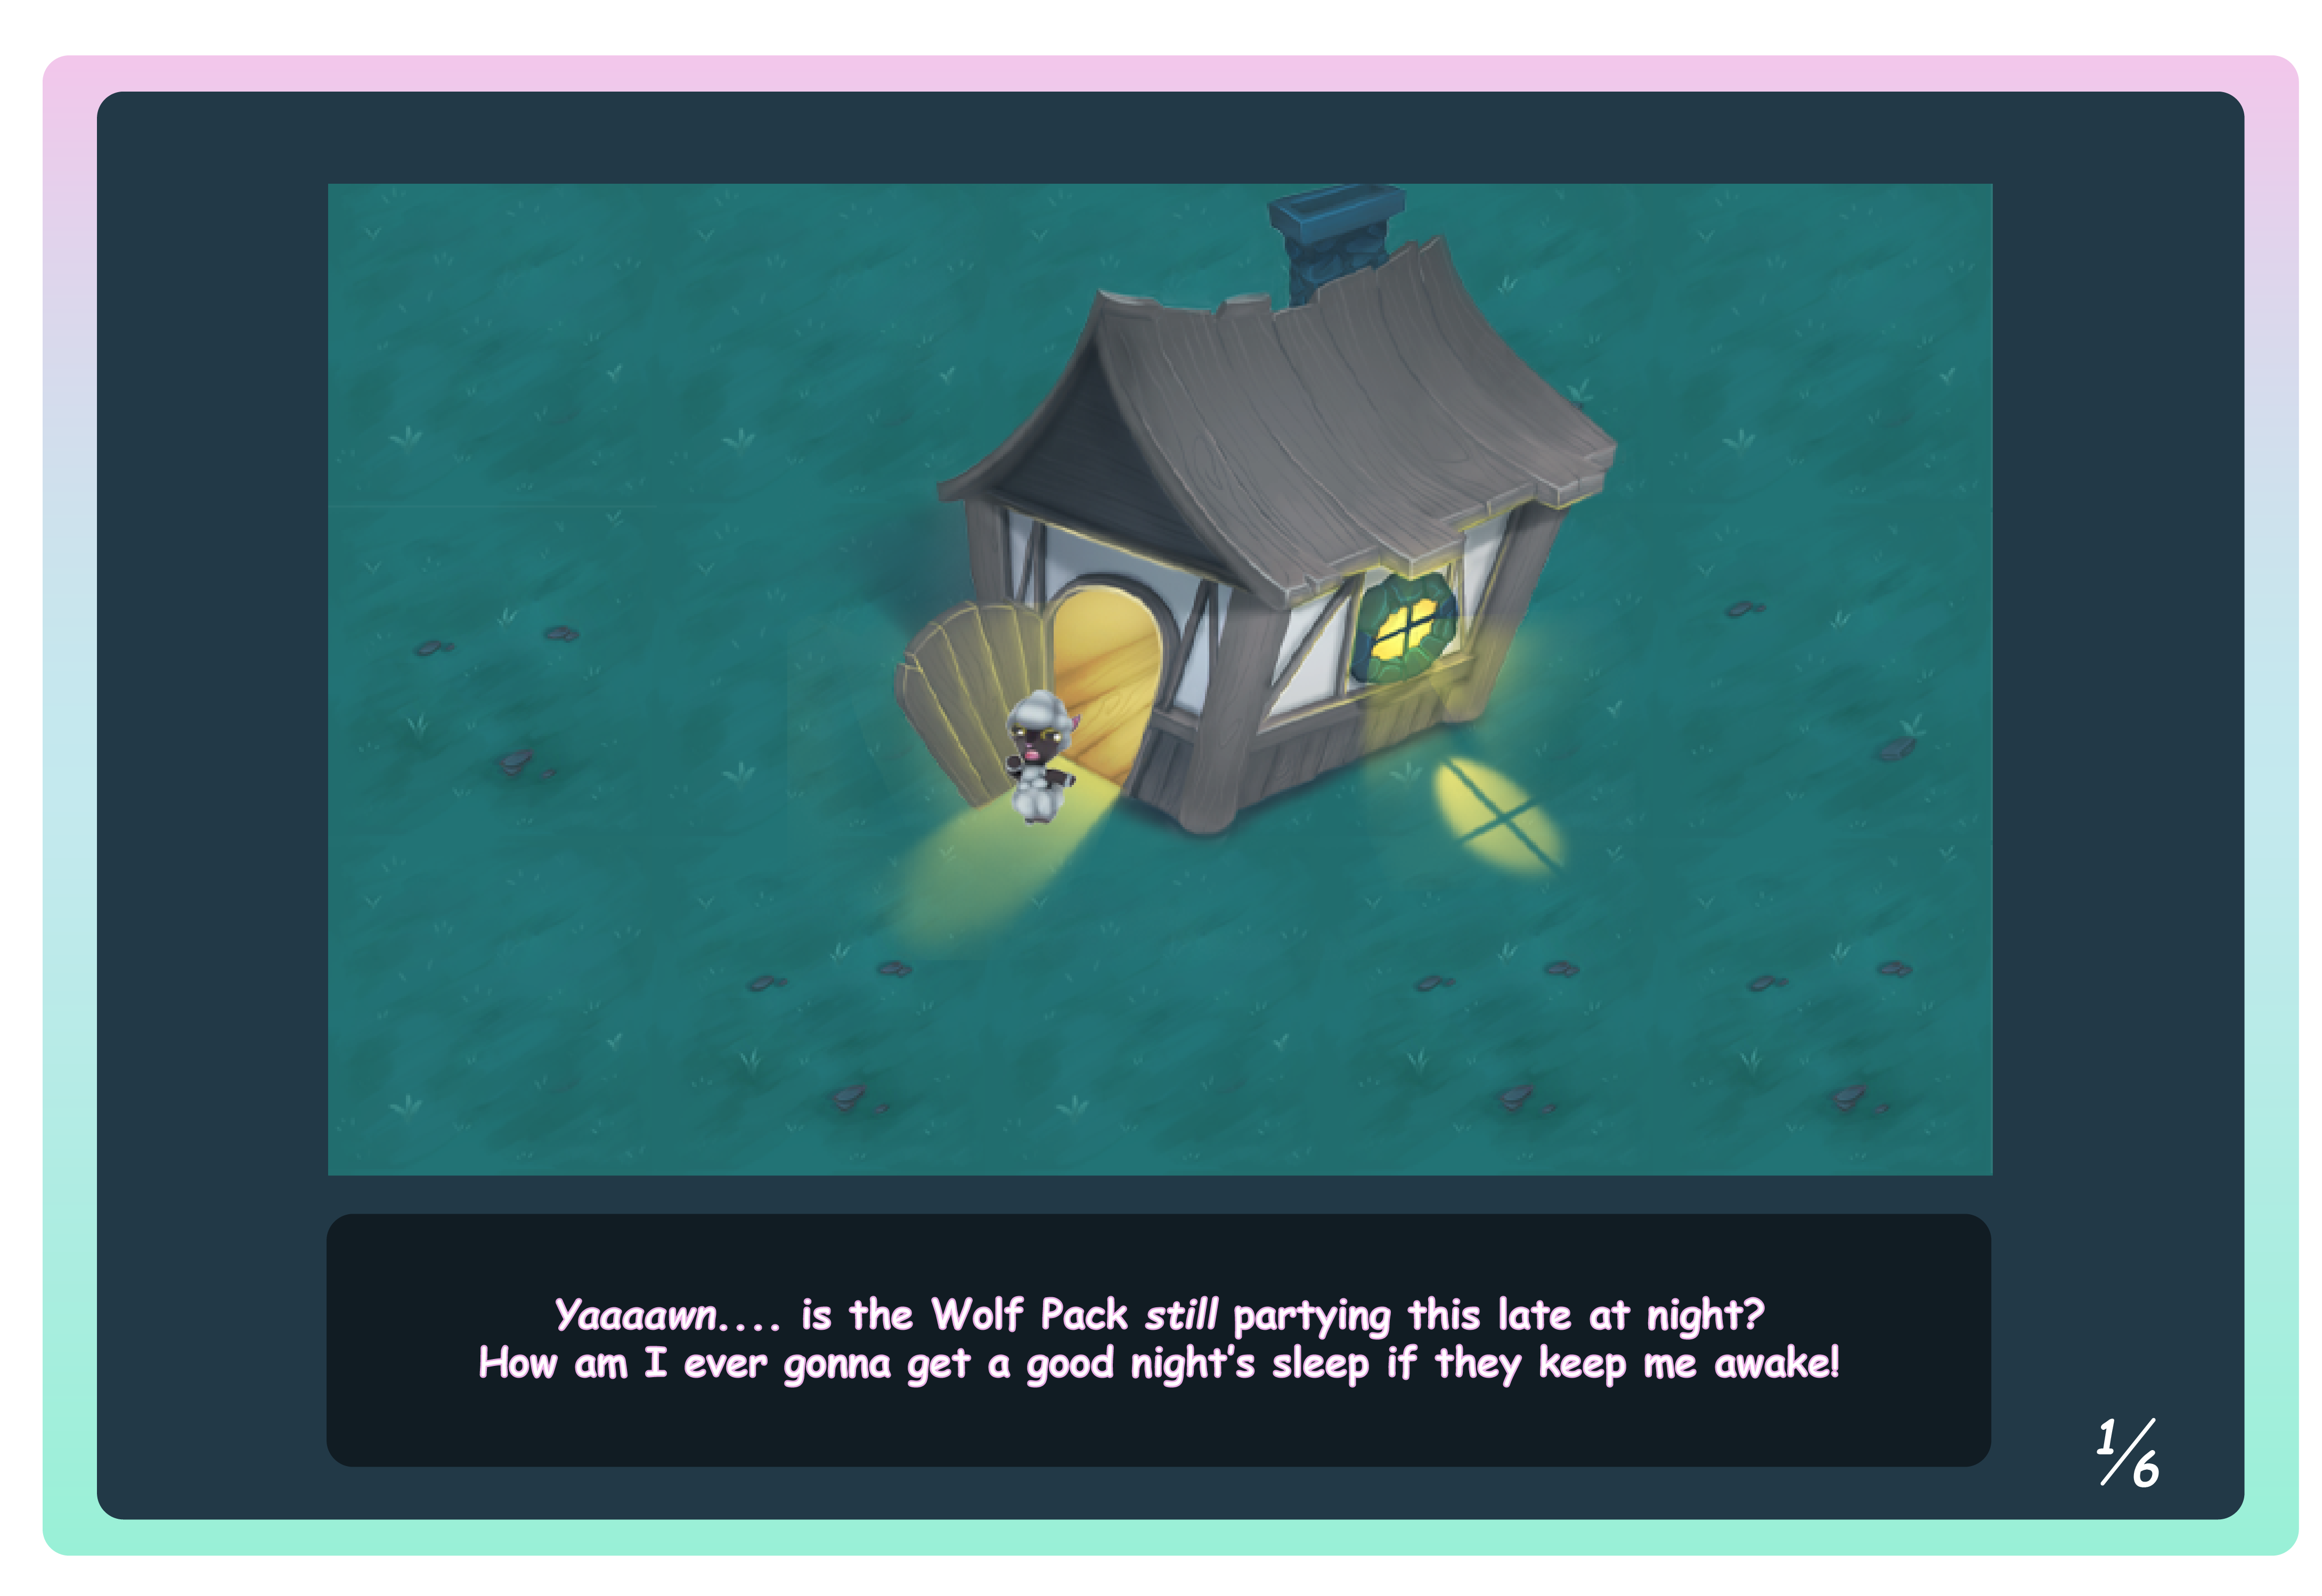 Yaaaawn.... is the Wolf Pack still partying this late at night?
How am I ever gonna get a good night's sleep if they keep me awake!
1/6